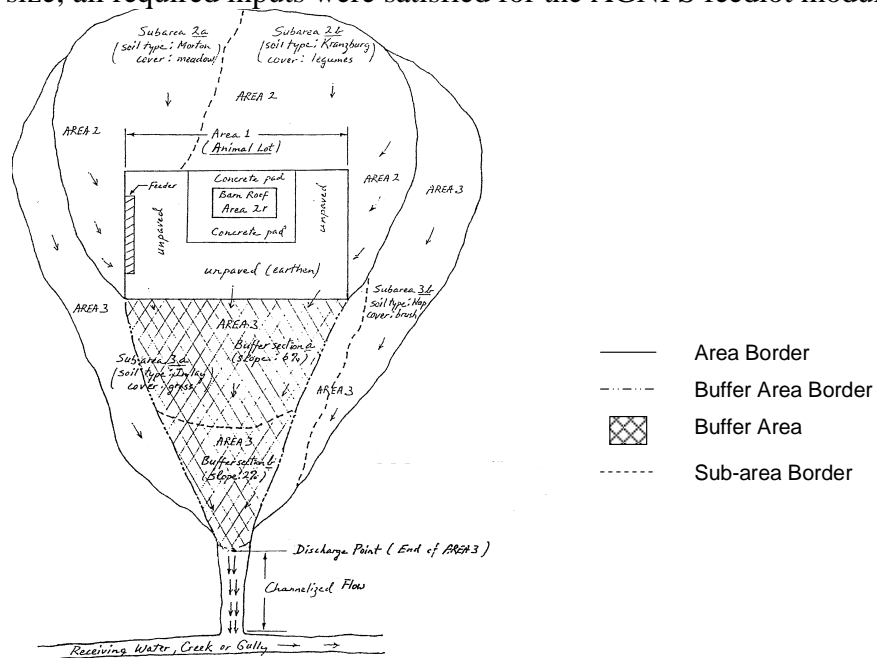 size, all required inputs were satisfied for the AGNPS feedlot modul
Subarea 2a
(soil type: Morton
cover: meadow)
Subarea 2b
(soil type: Kranzburg
cover: legumes)
AREA 2
AREA 2
Area 1
(Animal Lot)
Feeder
Concrete pad
Barn Roof
Area 2r
Concrete pad
unpaved
unpaved
AREA 2
AREA 3
unpaved (earthen)
AREA 3
Subarea 3b
soil type: Nap
cover: brush
AREA 3
Buffer section a
(slope: 6%)
Subarea 3a
(soil type:
cover: grass)
AREA 3
AREA 3
Buffer section b
(slope: 2%)
Discharge Point (End of AREA 3)
Channelized Flow
Receiving Water, Creek or Gully
Area Border
Buffer Area Border
Buffer Area
Sub-area Border